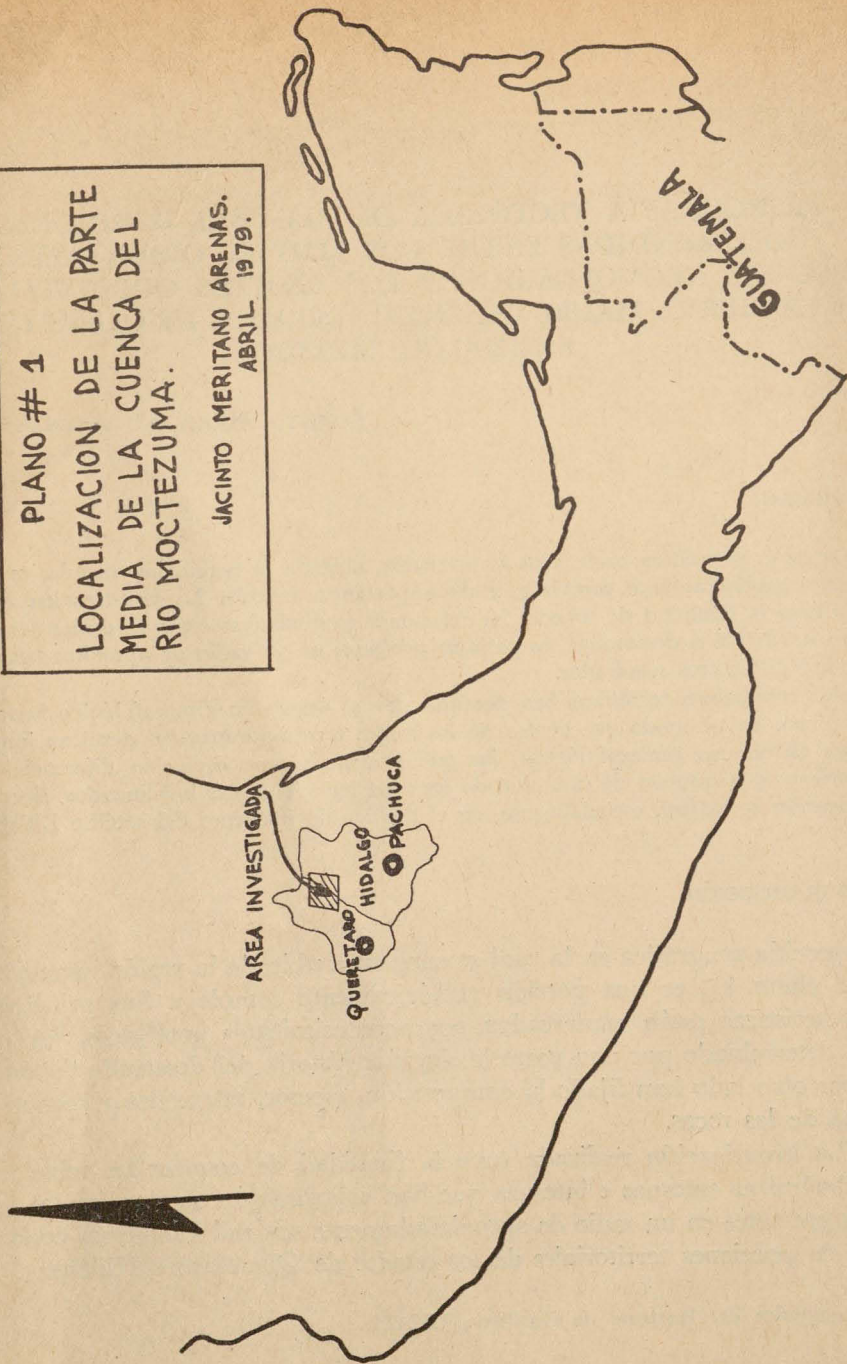 PLANO # 1
LOCALIZACION DE LA PARTE
MEDIA DE LA CUENCA DEL
RIO MOCTEZUMA.
JACINTO MERITANO ARENAS.
ABRIL 1979.
AREA INVESTIGADA
QUERETARO
HIDALGO
PACHUCA
GUATEMALA